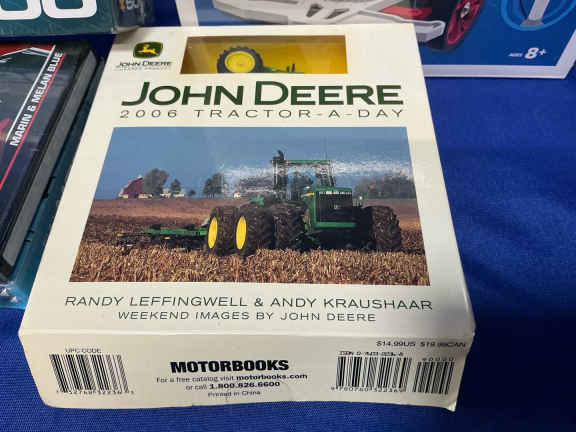 MARIN & MELAN BLUE
AGES 8+
JOHN DEERE
JOHN DEERE
2006 TRACTOR-A-DAY
RANDY LEFFINGWELL & ANDY KRAUSHAAR
WEEKEND IMAGES BY JOHN DEERE
$14.99US $19.99CAN
UPC CODE
MOTORBOOKS
For a free catalog visit motorbooks.com
or call 1.800.826.6600
Printed in China
90000